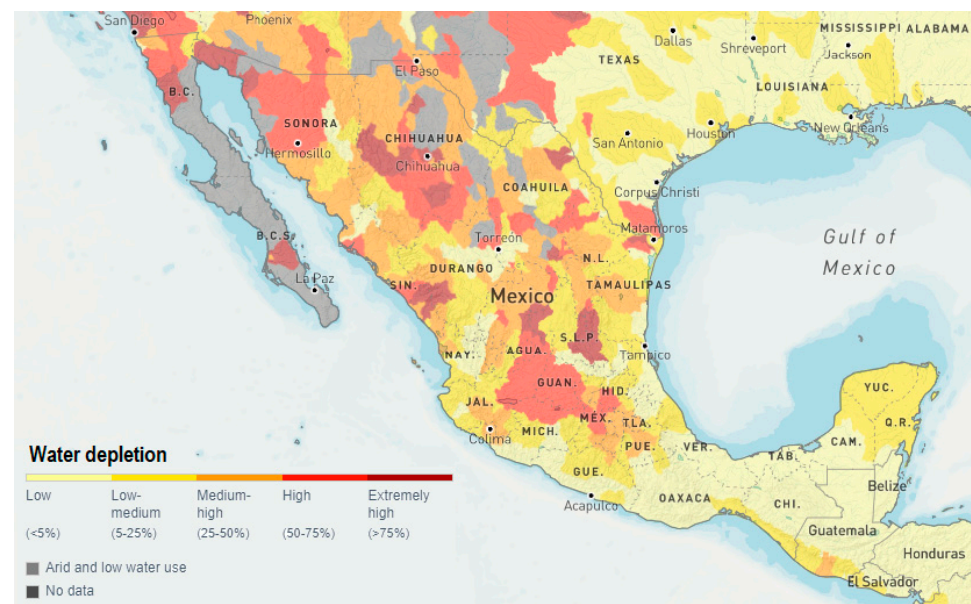 San Diego
Phoenix
Dallas
Shreveport
MISSISSIPPI
ALABAMA
Jackson
El Paso
TEXAS
LOUISIANA
B.C.
SONORA
Hermosillo
CHIHUAHUA
Chihuahua
San Antonio
Houston
New Orleans
COAHUILA
Corpus Christi
B.C.S.
Torreón
Matamoros
Gulf of
Mexico
La Paz
DURANGO
N.L.
SIN.
Mexico
TAMAULIPAS
NAY.
AGUA.
S.L.P.
Tampico
GUAN.
HID.
YUC.
JAL.
MÉX.
TLA.
Q.R.
Colima
MICH.
PUE.
VER.
CAM.
TAB.
GUE.
Belize
Acapulco
OAXACA
CHI.
Guatemala
Honduras
El Salvador
Water depletion
Low
Low-
medium
Medium-
high
High
Extremely
high
(<5%)
(5-25%)
(25-50%)
(50-75%)
(>75%)
Arid and low water use
No data